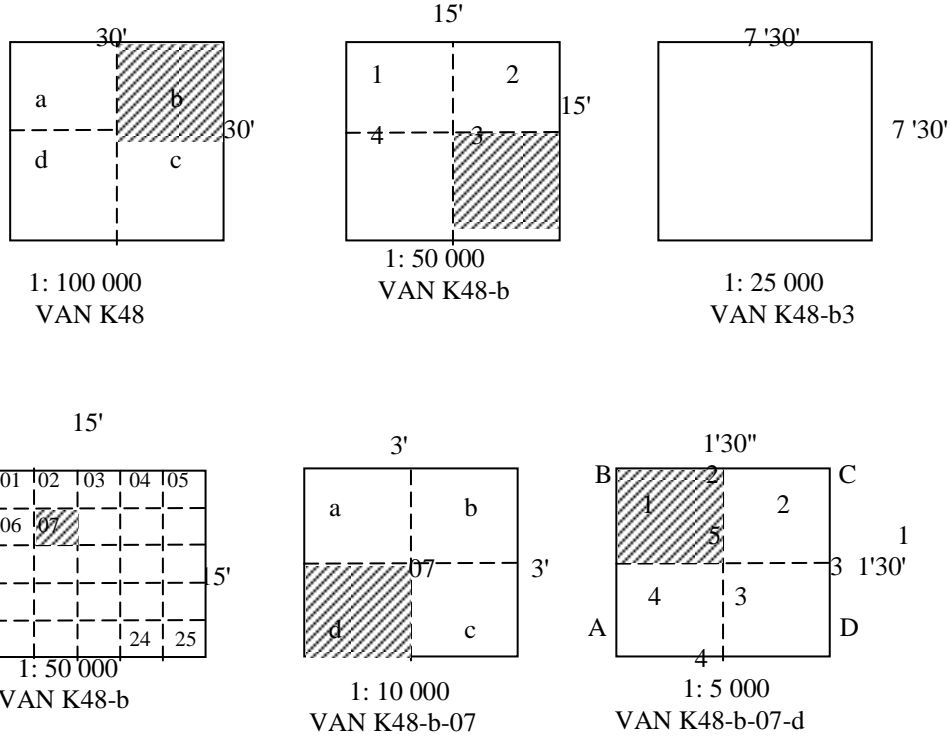 30'
a b
30'
d c
1: 100 000
VAN K48
15'
1 2
15'
4 3
1: 50 000
VAN K48-b
7 '30'
7 '30'
1: 25 000
VAN K48-b3
15'
01 02 03 04 05
06 07
15'
24 25
1: 50 000
VAN K48-b
3'
a b
07 3'
d c
1: 10 000
VAN K48-b-07
1'30"
B 2 C
1 2
5 1
3 1'30'
4 3
A D
4
1: 5 000
VAN K48-b-07-d